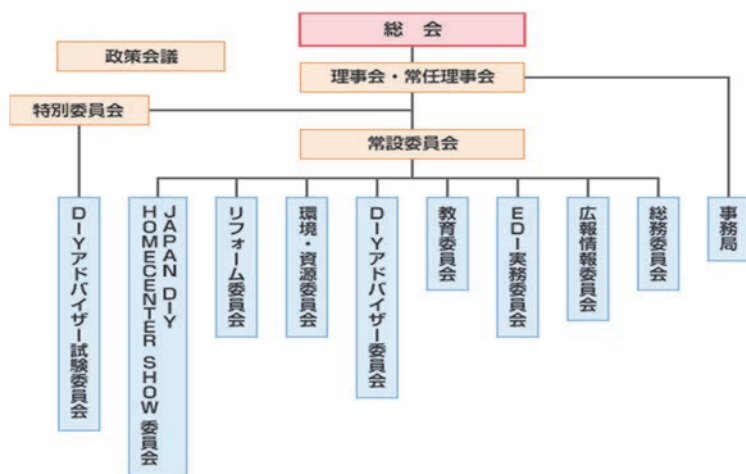 総会
政策会議
理事会・常任理事会
特別委員会
常設委員会
DIYアドバイザー試験委員会
JAPAN DIY
HOMECENTER SHOW 委員会
リフォーム委員会
環境・資源委員会
DIYアドバイザー委員会
教育委員会
EDI実務委員会
広報情報委員会
総務委員会
事務局